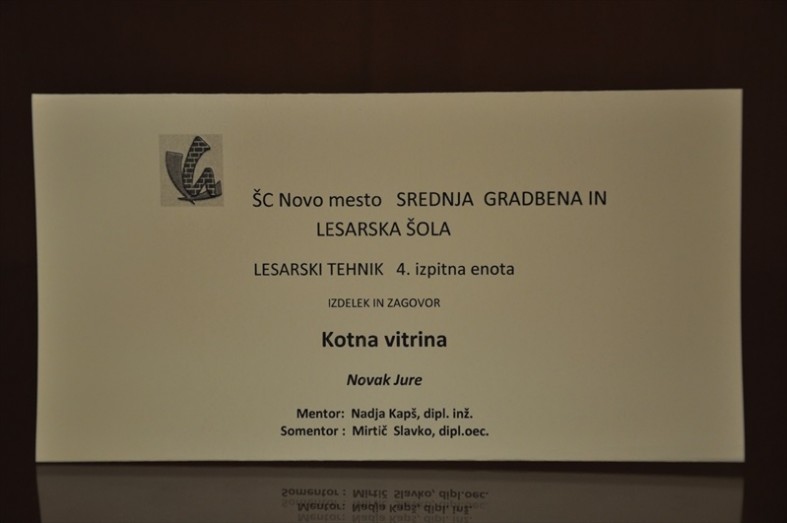 ŠC Novo mesto SREDNJA GRADBENA IN
LESARSKA ŠOLA
LESARSKI TEHNIK 4. izpitna enota
IZDELEK IN ZAGOVOR
Kotna vitrina
Novak Jure
Mentor: Nadja Kapš, dipl. inž.
Somentor : Mirtič Slavko, dipl.oec.